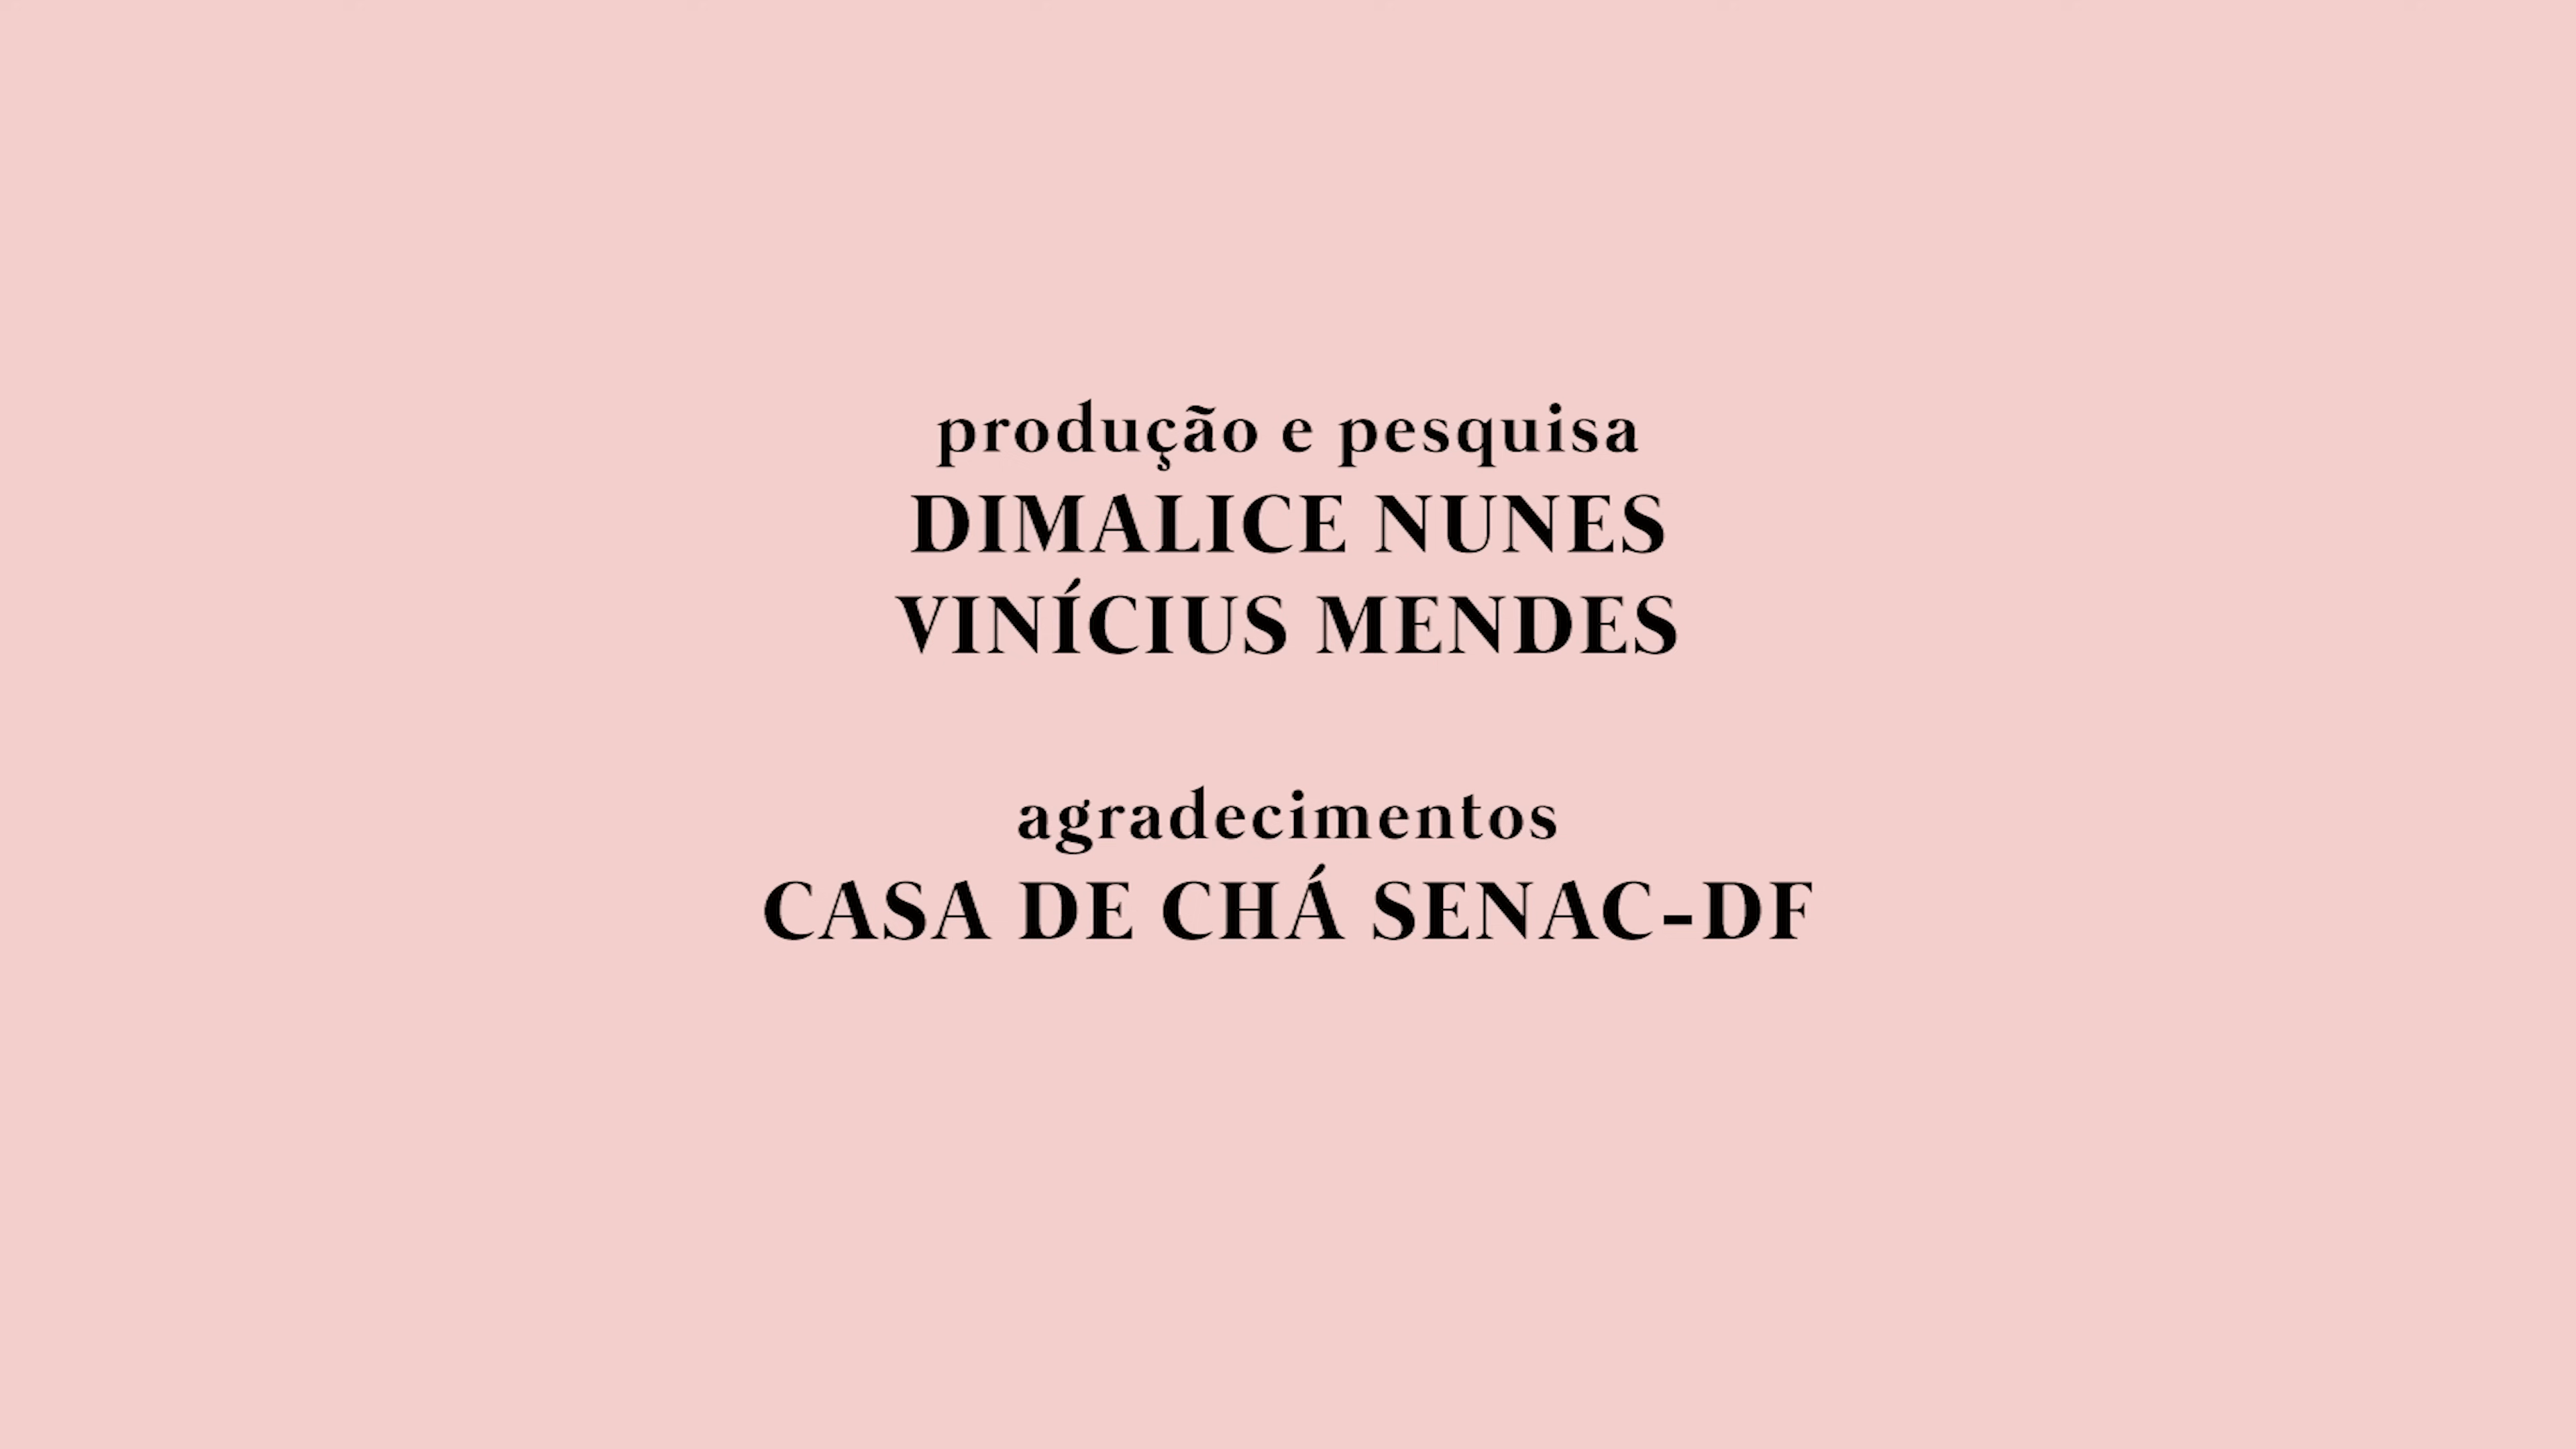 produção e pesquisa
DIMALICE NUNES
VINÍCIUS MENDES
agradecimentos
CASA DE CHÁ SENAC-DF